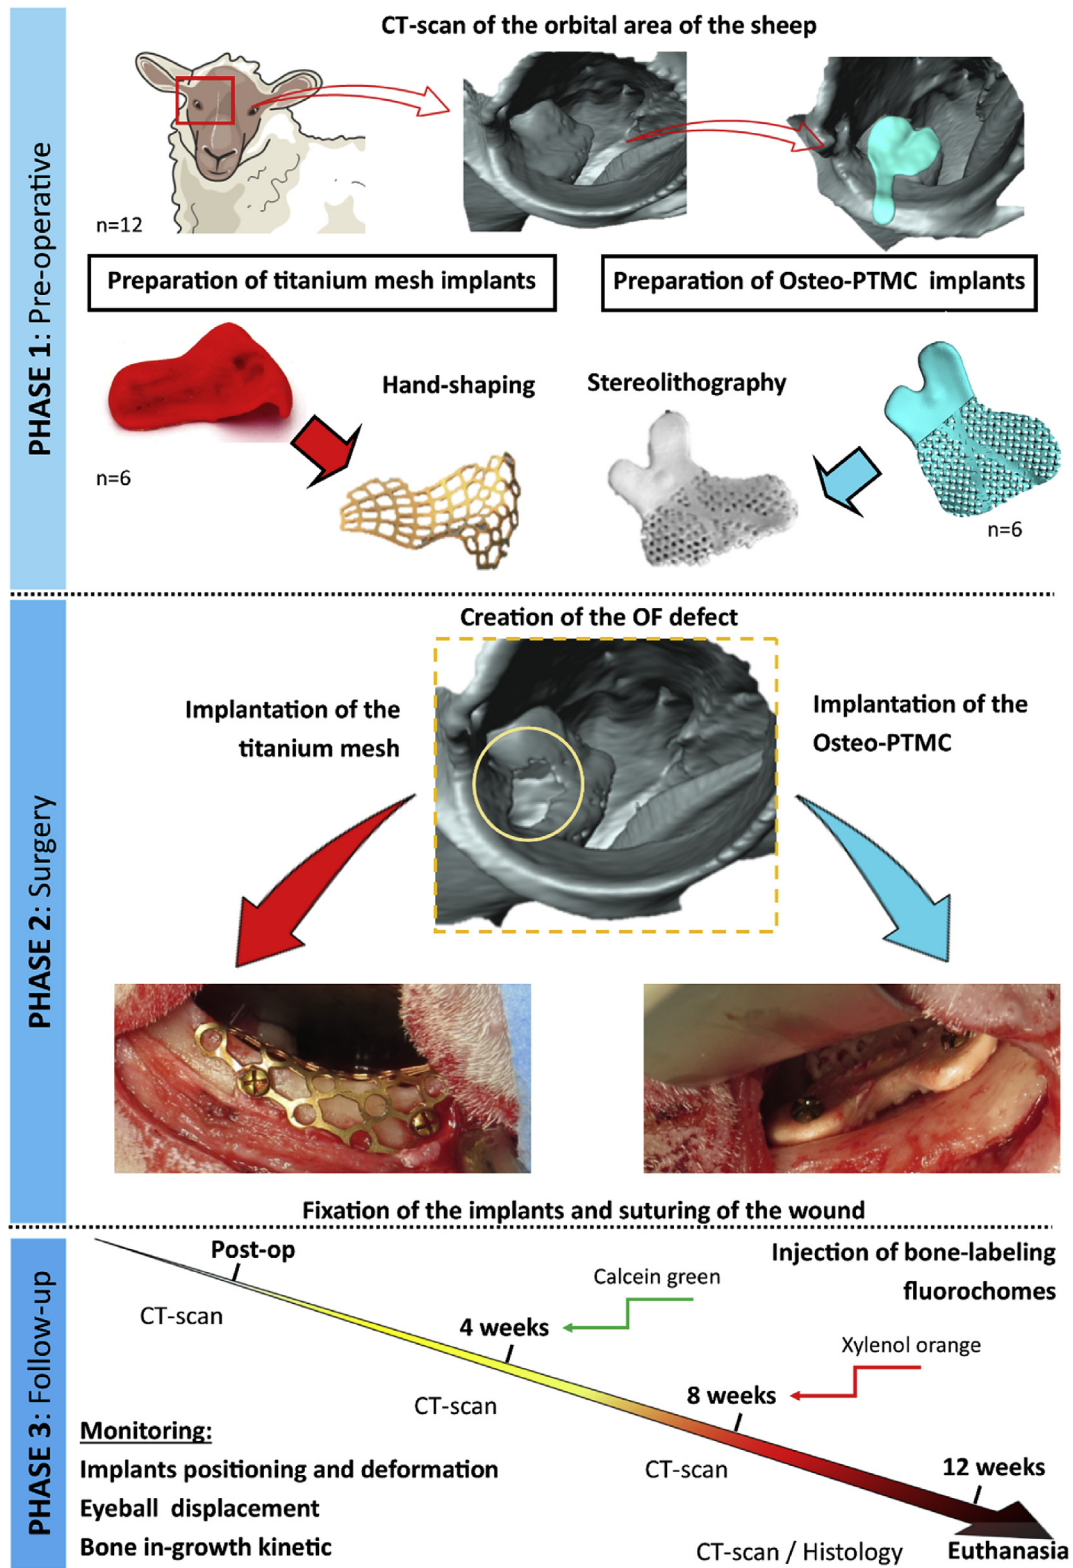 CT-scan of the orbital area of the sheep
n=12
PHASE 1: Pre-operative
Preparation of titanium mesh implants
Preparation of Osteo-PTMC implants
Hand-shaping
Stereolithography
n=6
n=6
PHASE 2: Surgery
Creation of the OF defect
Implantation of the
titanium mesh
Implantation of the
Osteo-PTMC
Fixation of the implants and suturing of the wound
PHASE 3: Follow-up
Post-op
CT-scan
Injection of bone-labeling
fluorochomes
Calcein green
4 weeks
CT-scan
Xylenol orange
8 weeks
CT-scan
12 weeks
CT-scan / Histology
Euthanasia
Monitoring:
Implants positioning and deformation
Eyeball displacement
Bone in-growth kinetic